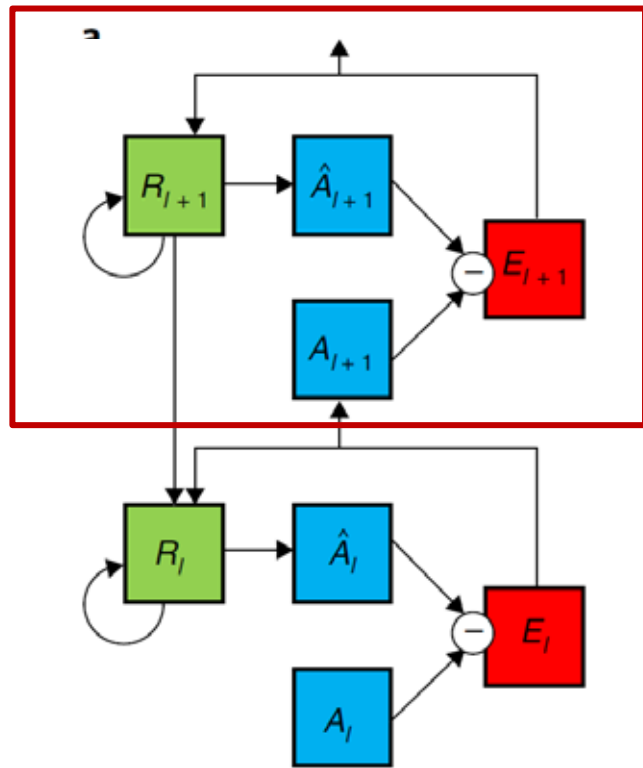 a
R_{l+1}
Â_{l+1}
− E_{l+1}
A_{l+1}
R_l
Â_l
− E_l
A_l